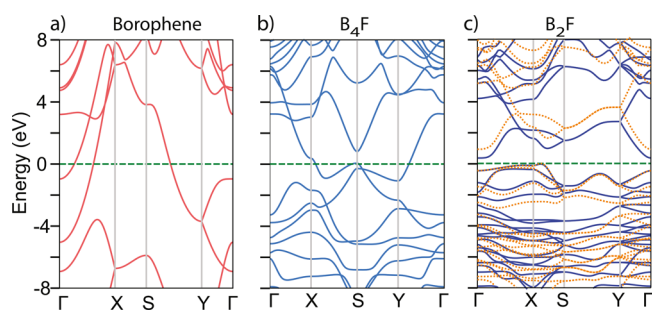 a) Borophene b) B₄F c) B₂F
8
4
0
-4
-8
Energy (eV)
Γ X S Y Γ Γ X S Y Γ Γ X S Y Γ